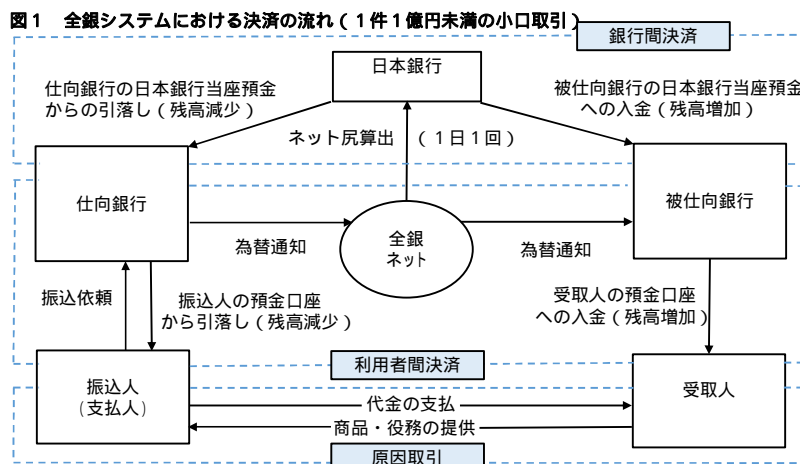 図１　全銀システムにおける決済の流れ（１件１億円未満の小口取引）
銀行間決済
日本銀行
仕向銀行の日本銀行当座預金
からの引落し（残高減少）
被仕向銀行の日本銀行当座預金
への入金（残高増加）
ネット尻算出　（１日１回）
仕向銀行
被仕向銀行
全銀
ネット
為替通知
為替通知
振込依頼
振込人の預金口座
から引落し（残高減少）
受取人の預金口座
への入金（残高増加）
利用者間決済
振込人
（支払人）
受取人
代金の支払
商品・役務の提供
原因取引